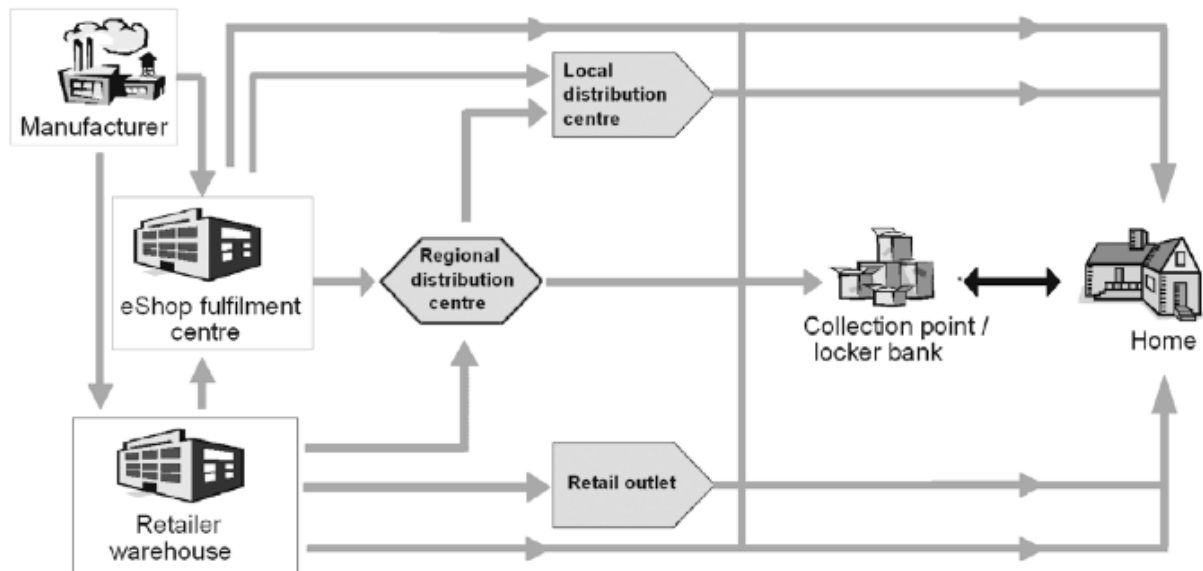 Manufacturer
Local
distribution
centre
eShop fulfilment
centre
Regional
distribution
centre
Collection point /
locker bank
Home
Retailer
warehouse
Retail outlet